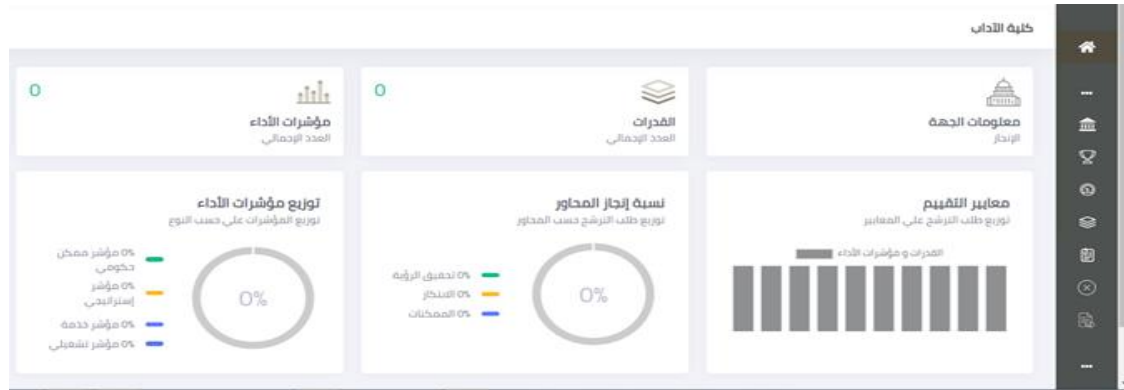 كلية الآداب
معلومات الجهة
الإنجاز
القدرات
العدد الإجمالي
0
مؤشرات الأداء
العدد الإجمالي
0
معايير التقييم
توزيع طلب الترشح على المعايير
القدرات و مؤشرات الأداء
نسبة إنجاز المحاور
توزيع طلب الترشح حسب المحاور
0%
0% تحقيق الرؤية
0% الابتكار
0% الممكنات
توزيع مؤشرات الأداء
توزيع المؤشرات على حسب النوع
0%
0% مؤشر ممكن
حكومي
0% مؤشر
إستراتيجي
0% مؤشر خدمة
0% مؤشر تشغيلي